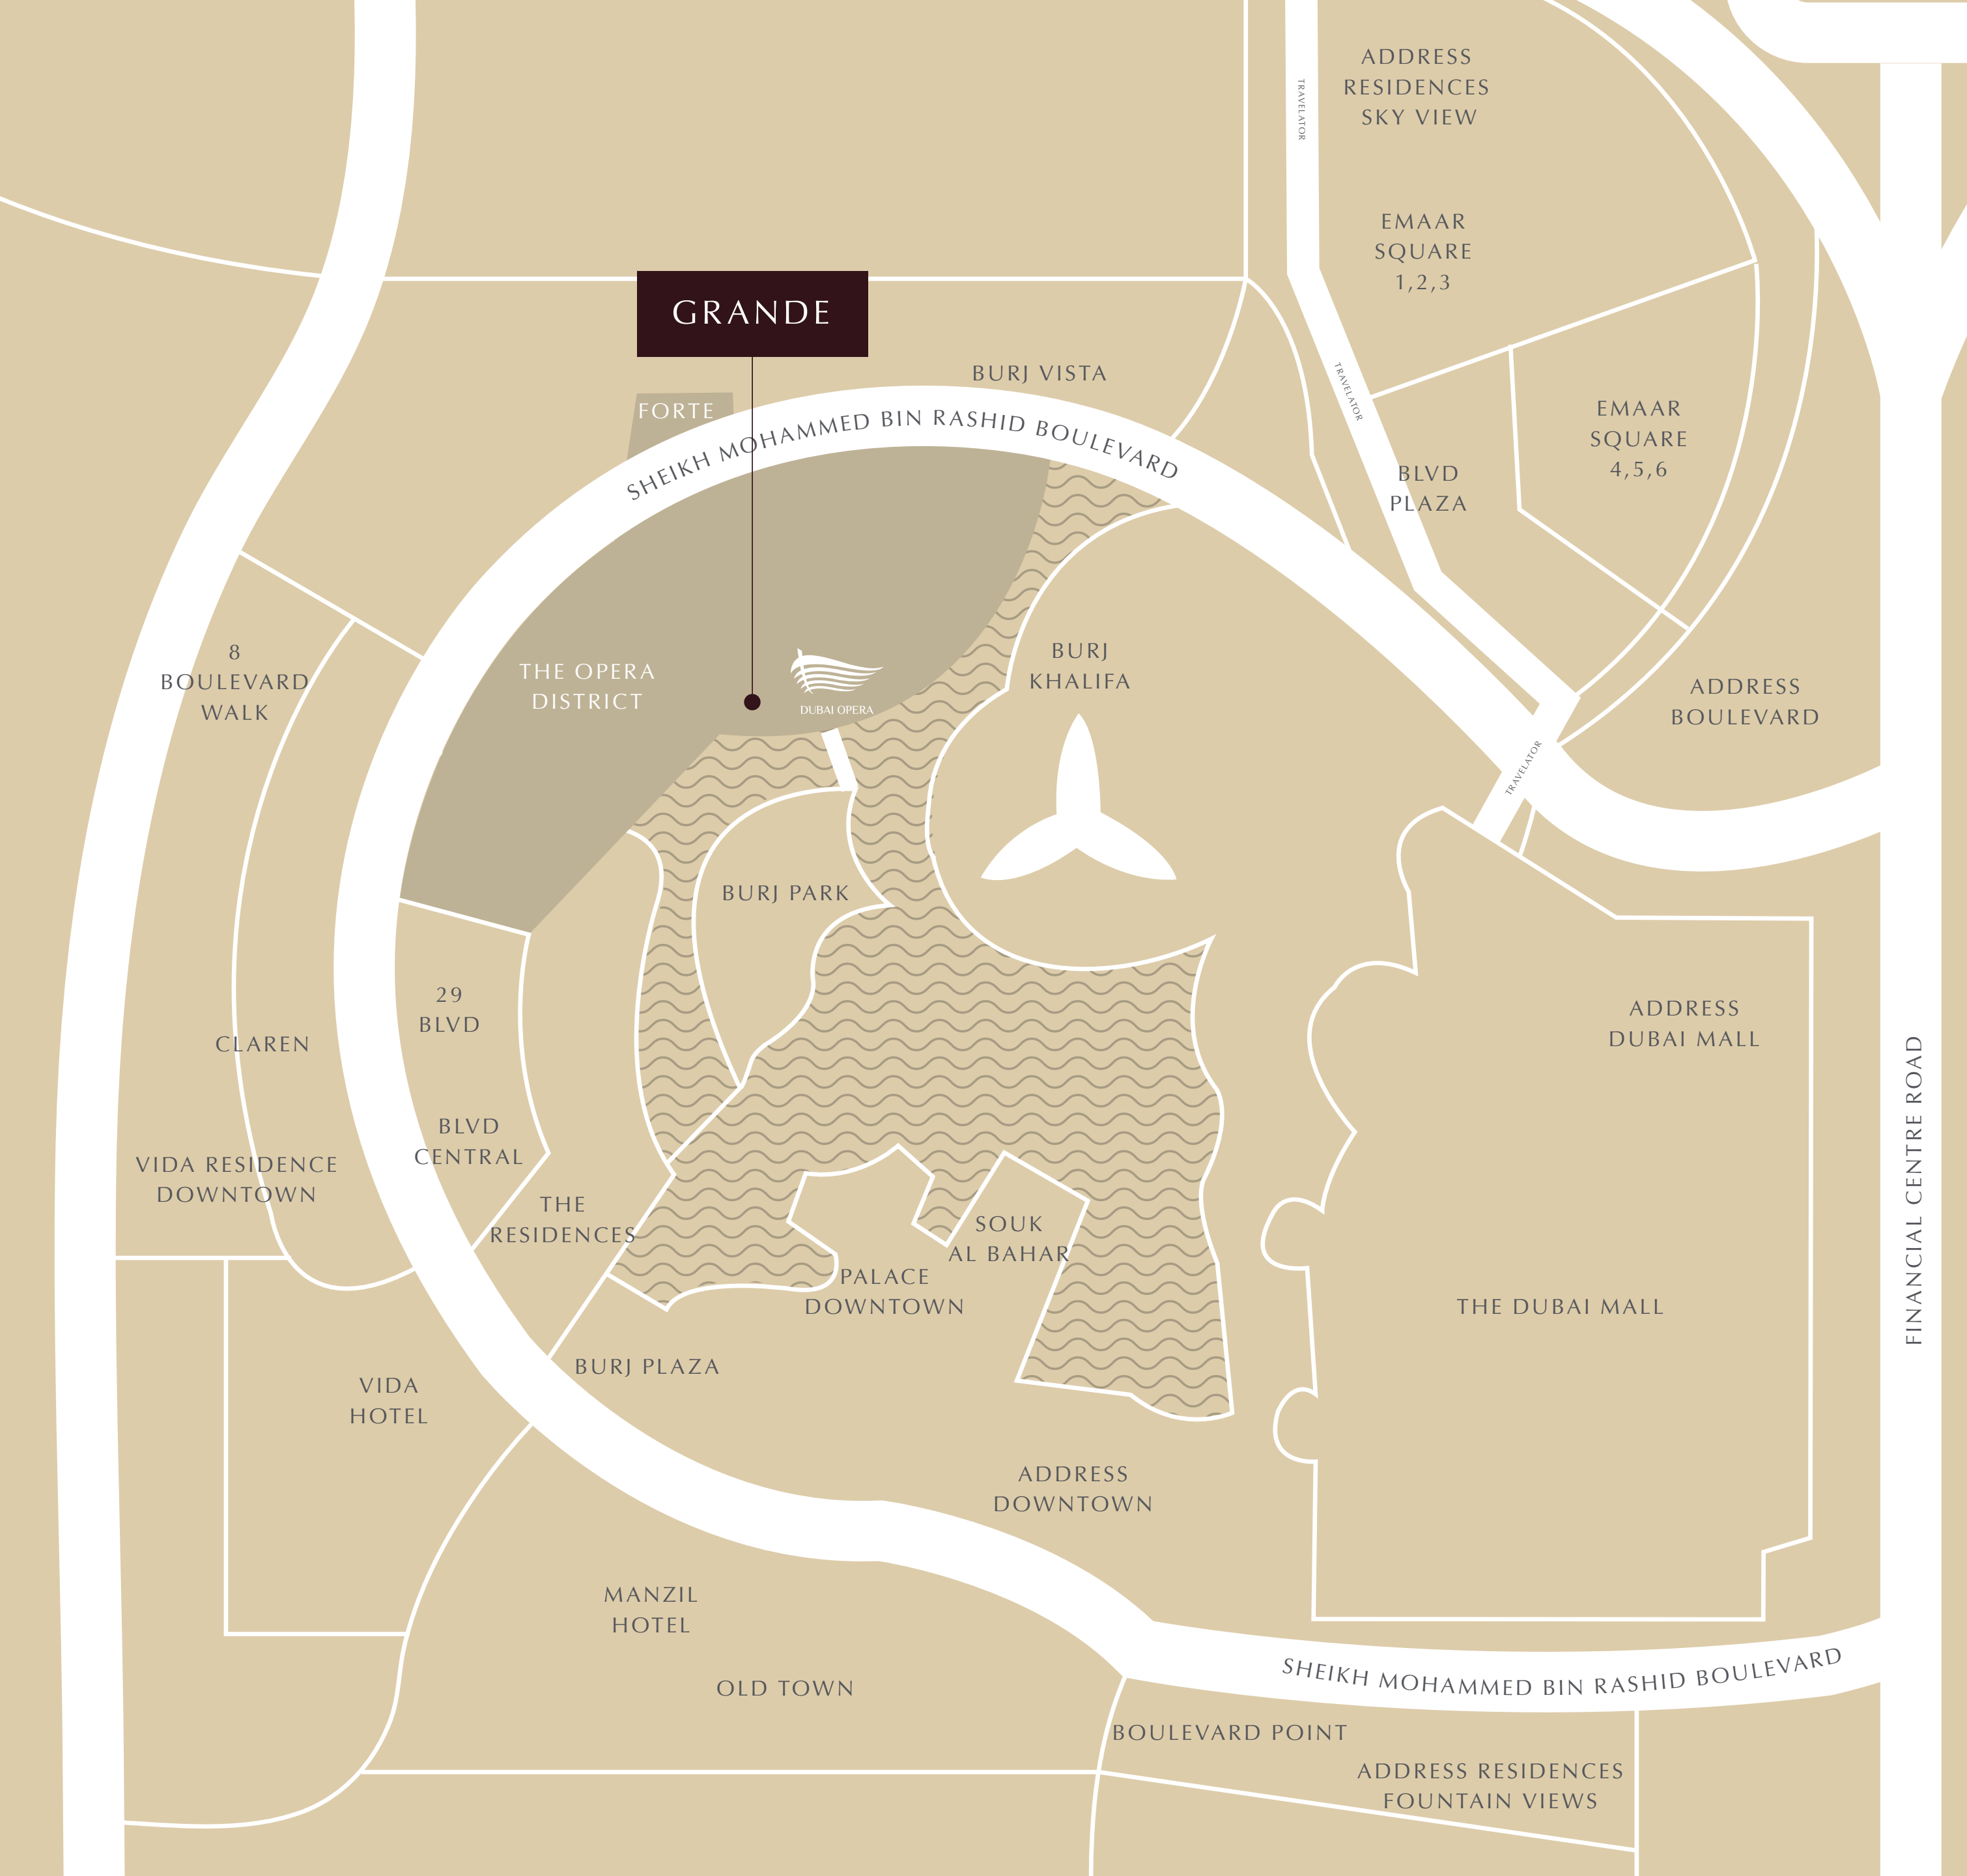 ADDRESS
RESIDENCES
SKY VIEW
TRAVELATOR
EMAAR
SQUARE
1,2,3
GRANDE
BURJ VISTA
TRAVELATOR
FORTE
SHEIKH MOHAMMED BIN RASHID BOULEVARD
EMAAR
SQUARE
4,5,6
BLVD
PLAZA
8
BOULEVARD
WALK
THE OPERA
DISTRICT
DUBAI OPERA
BURJ
KHALIFA
ADDRESS
BOULEVARD
TRAVELATOR
BURJ PARK
29
BLVD
CLAREN
ADDRESS
DUBAI MALL
FINANCIAL CENTRE ROAD
BLVD
CENTRAL
VIDA RESIDENCE
DOWNTOWN
THE
RESIDENCES
SOUK
AL BAHAR
PALACE
DOWNTOWN
THE DUBAI MALL
BURJ PLAZA
VIDA
HOTEL
ADDRESS
DOWNTOWN
MANZIL
HOTEL
OLD TOWN
SHEIKH MOHAMMED BIN RASHID BOULEVARD
BOULEVARD POINT
ADDRESS RESIDENCES
FOUNTAIN VIEWS